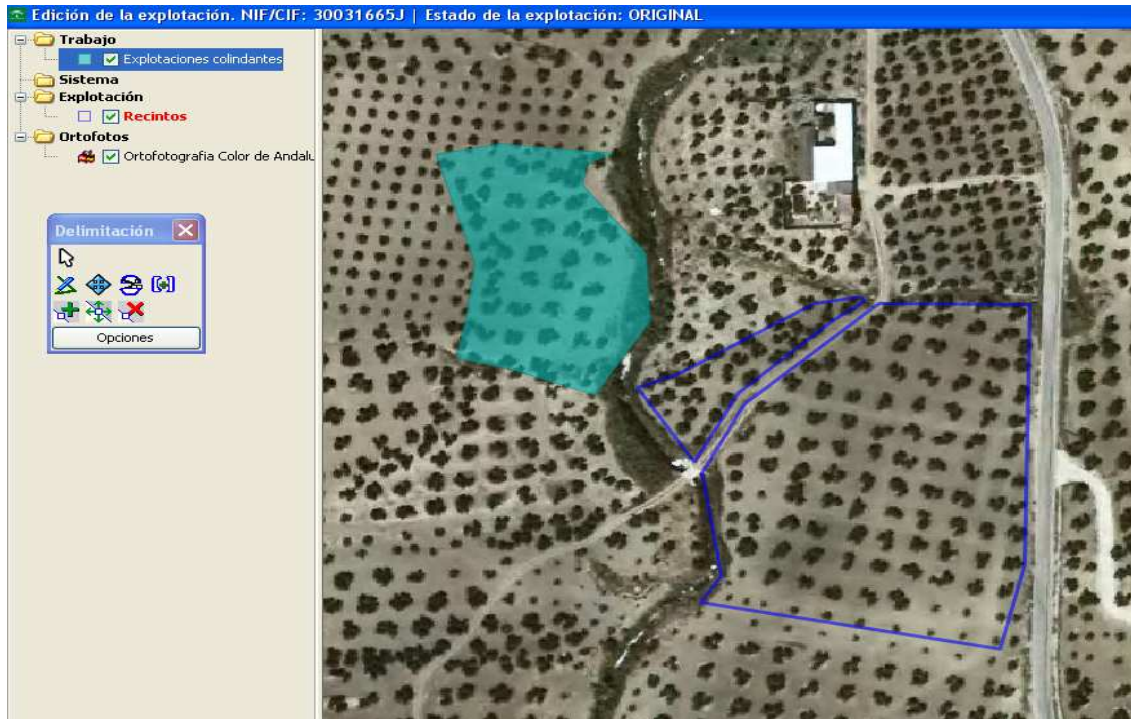 Edición de la explotación. NIF/CIF: 30031665J | Estado de la explotación: ORIGINAL
Trabajo
Explotaciones colindantes
Sistema
Explotación
Recintos
Ortofotos
Ortofotografia Color de Andalu
Delimitación
Opciones